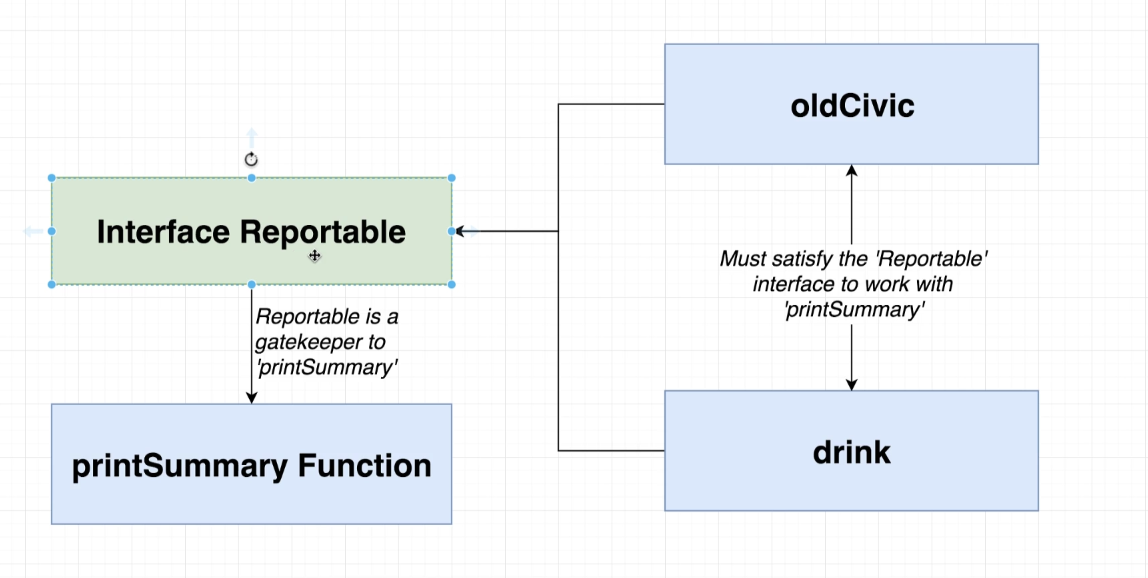 oldCivic
Interface Reportable
Must satisfy the 'Reportable'
interface to work with
'printSummary'
Reportable is a
gatekeeper to
'printSummary'
printSummary Function
drink